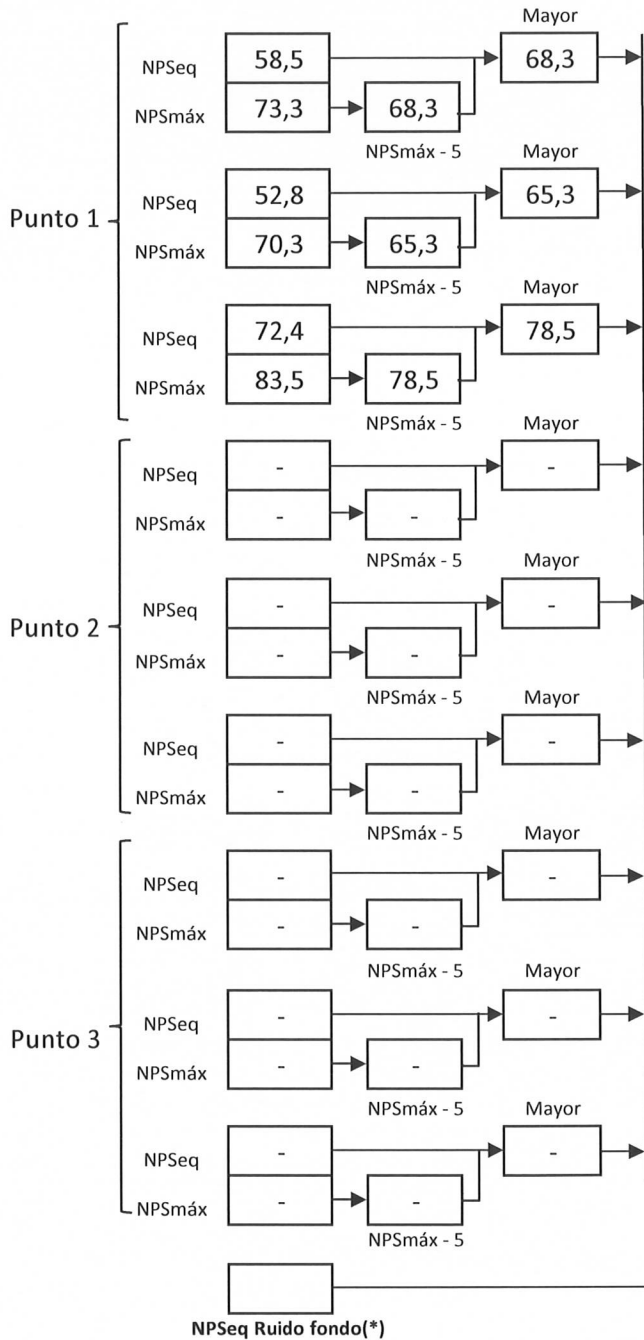 Mayor
NPSeq 58,5 68,3
NPSmáx 73,3 68,3
NPSmáx - 5
Mayor
Punto 1
NPSeq 52,8 65,3
NPSmáx 70,3 65,3
NPSmáx - 5
Mayor
NPSeq 72,4 78,5
NPSmáx 83,5 78,5
NPSmáx - 5
Mayor
NPSeq - -
NPSmáx - -
NPSmáx - 5
Mayor
Punto 2
NPSeq - -
NPSmáx - -
NPSmáx - 5
Mayor
NPSeq - -
NPSmáx - -
NPSmáx - 5
Mayor
NPSeq - -
NPSmáx - -
NPSmáx - 5
Mayor
Punto 3
NPSeq - -
NPSmáx - -
NPSmáx - 5
Mayor
NPSeq - -
NPSmáx - -
NPSmáx - 5
NPSeq Ruido fondo(*)